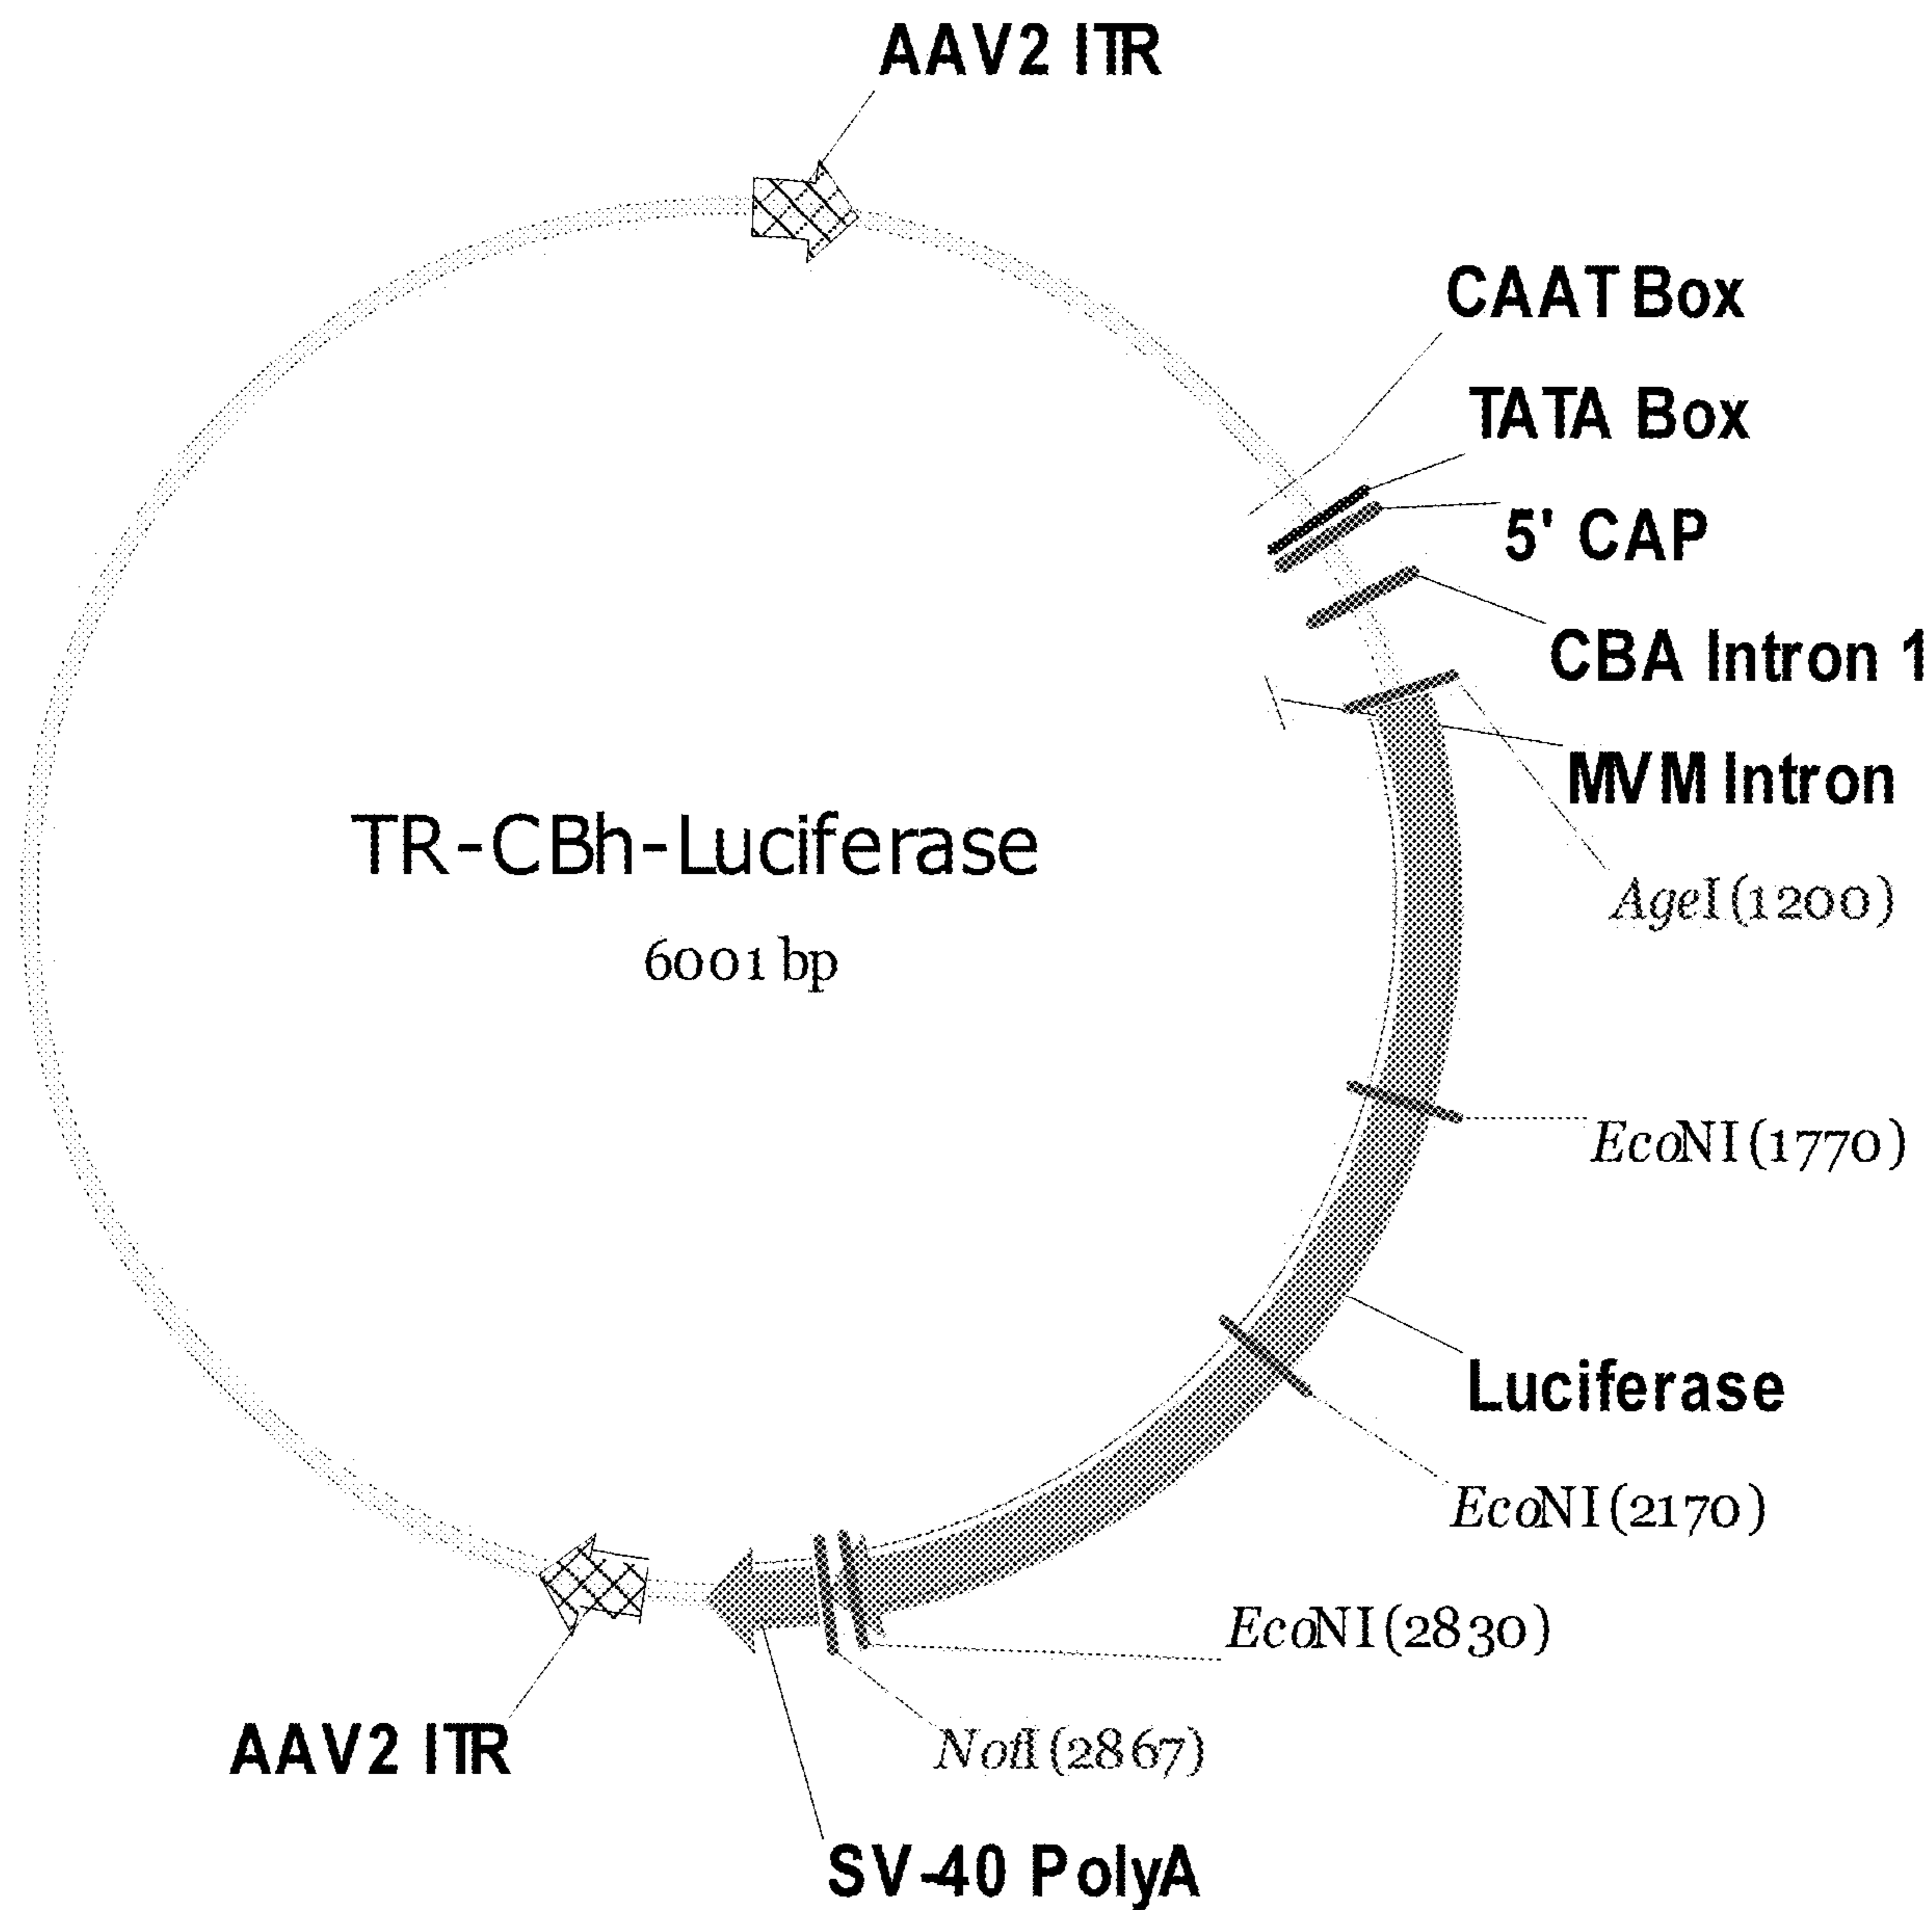 AAV2 ITR
CAAT Box
TATA Box
5' CAP
CBA Intron 1
MVM Intron
AgeI (1200)
TR-CBh-Luciferase
6001 bp
EcoNI (1770)
Luciferase
EcoNI (2170)
EcoNI (2830)
NotI (2867)
AAV2 ITR
SV-40 PolyA